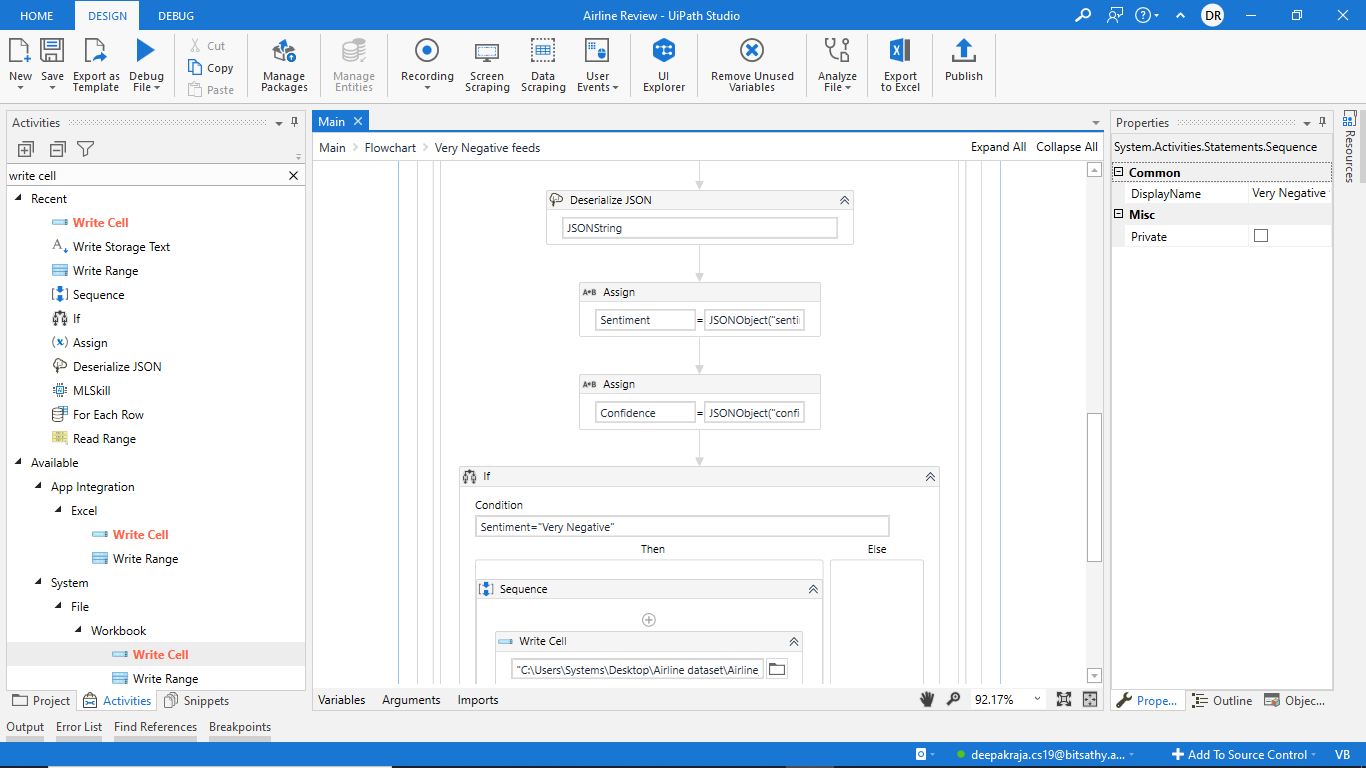 HOME DESIGN DEBUG Airline Review - UiPath Studio DR
New Save Export as Template Debug File Cut Copy Paste Manage Packages Manage Entities Recording Screen Scraping Data Scraping User Events UI Explorer Remove Unused Variables Analyze File Export to Excel Publish
Activities
write cell
Recent
Write Cell
Write Storage Text
Write Range
Sequence
If
Assign
Deserialize JSON
MLSkill
For Each Row
Read Range
Available
App Integration
Excel
Write Cell
Write Range
System
File
Workbook
Write Cell
Write Range
Project Activities Snippets
Main
Main Flowchart Very Negative feeds Expand All Collapse All
Deserialize JSON
JSONString
A*B Assign
Sentiment = JSONObject("senti
A*B Assign
Confidence = JSONObject("confi
If
Condition
Sentiment="Very Negative"
Then Else
Sequence
Write Cell
"C:\Users\Systems\Desktop\Airline dataset\Airline
Variables Arguments Imports 92.17%
Properties
System.Activities.Statements.Sequence
Common
DisplayName Very Negative
Misc
Private
Resources
Prope... Outline Objec...
Output Error List Find References Breakpoints
deepakraja.cs19@bitsathy.a... Add To Source Control VB